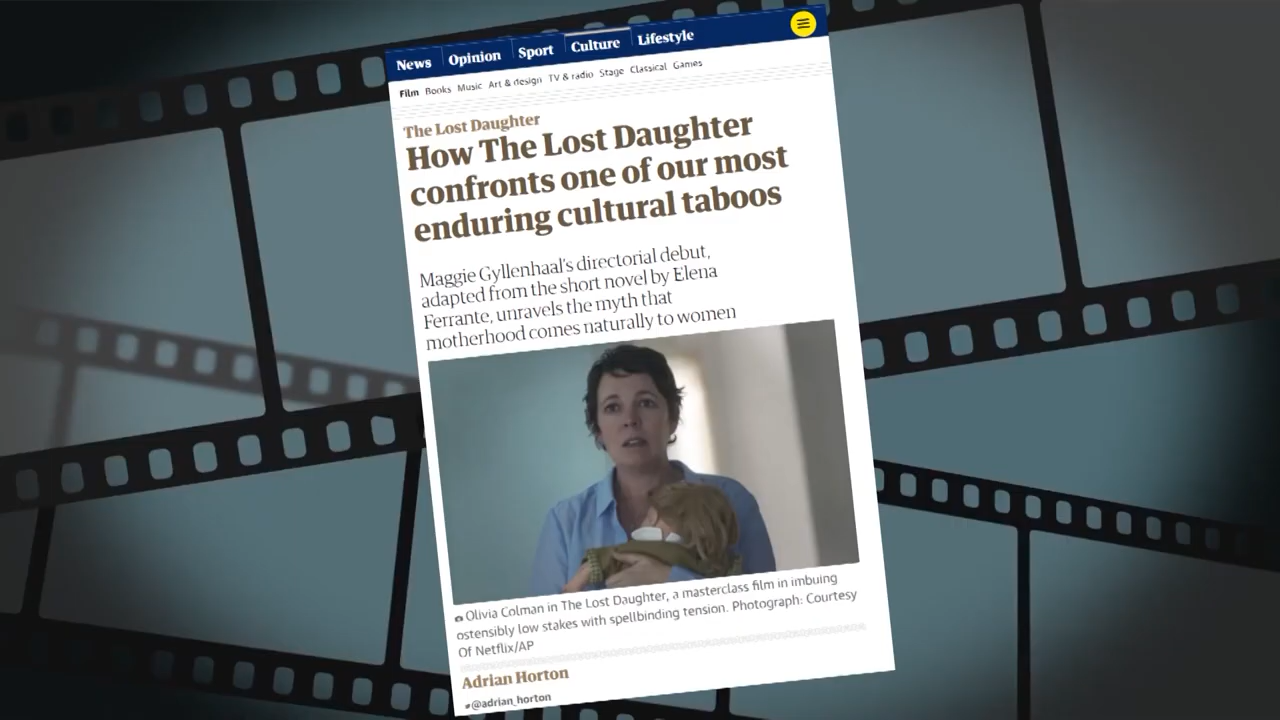 News Opinion Sport Culture Lifestyle
Film Books Music Art & design TV & radio Stage Classical Games
The Lost Daughter
How The Lost Daughter
confronts one of our most
enduring cultural taboos
Maggie Gyllenhaal's directorial debut,
adapted from the short novel by Elena
Ferrante, unravels the myth that
motherhood comes naturally to women
Olivia Colman in The Lost Daughter, a masterclass film in imbuing
ostensibly low stakes with spellbinding tension. Photograph: Courtesy
Of Netflix/AP
Adrian Horton
@adrian_horton